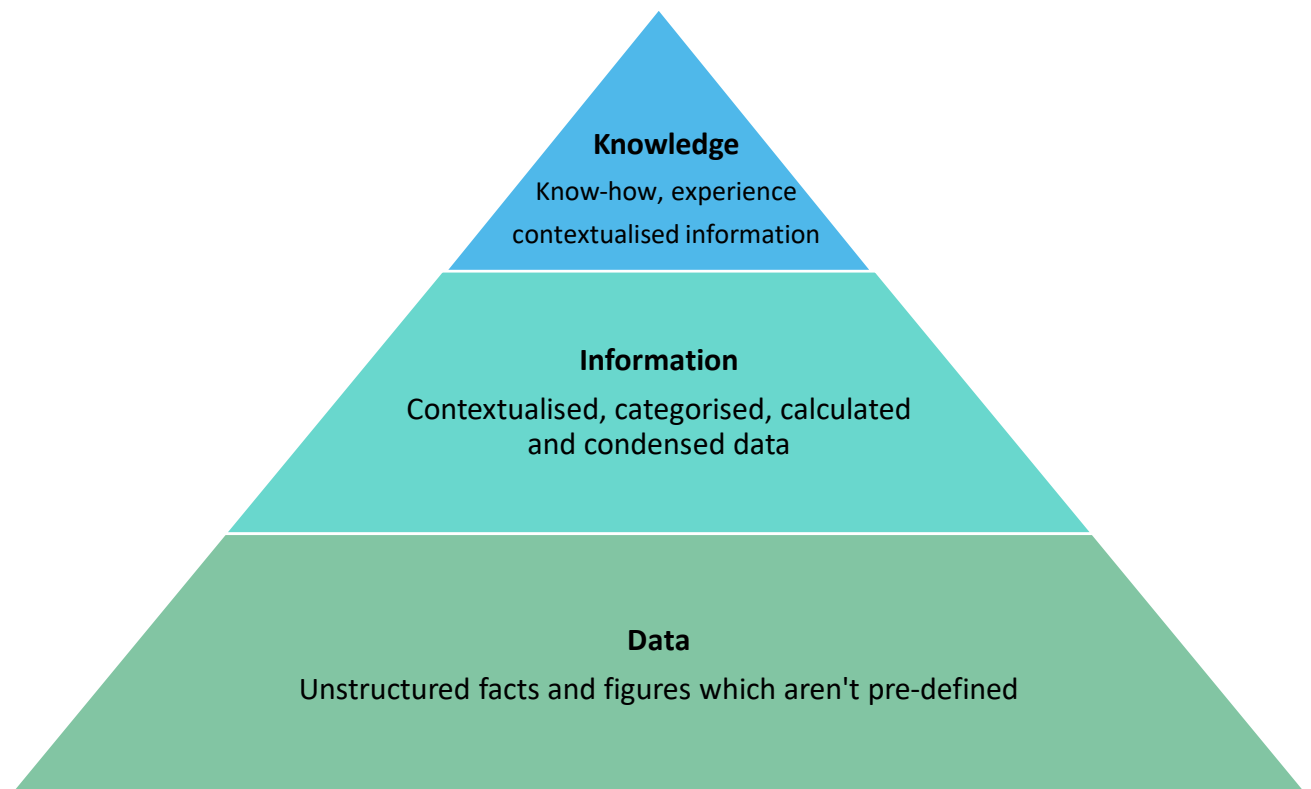 Knowledge
Know-how, experience
contextualised information
Information
Contextualised, categorised, calculated
and condensed data
Data
Unstructured facts and figures which aren't pre-defined